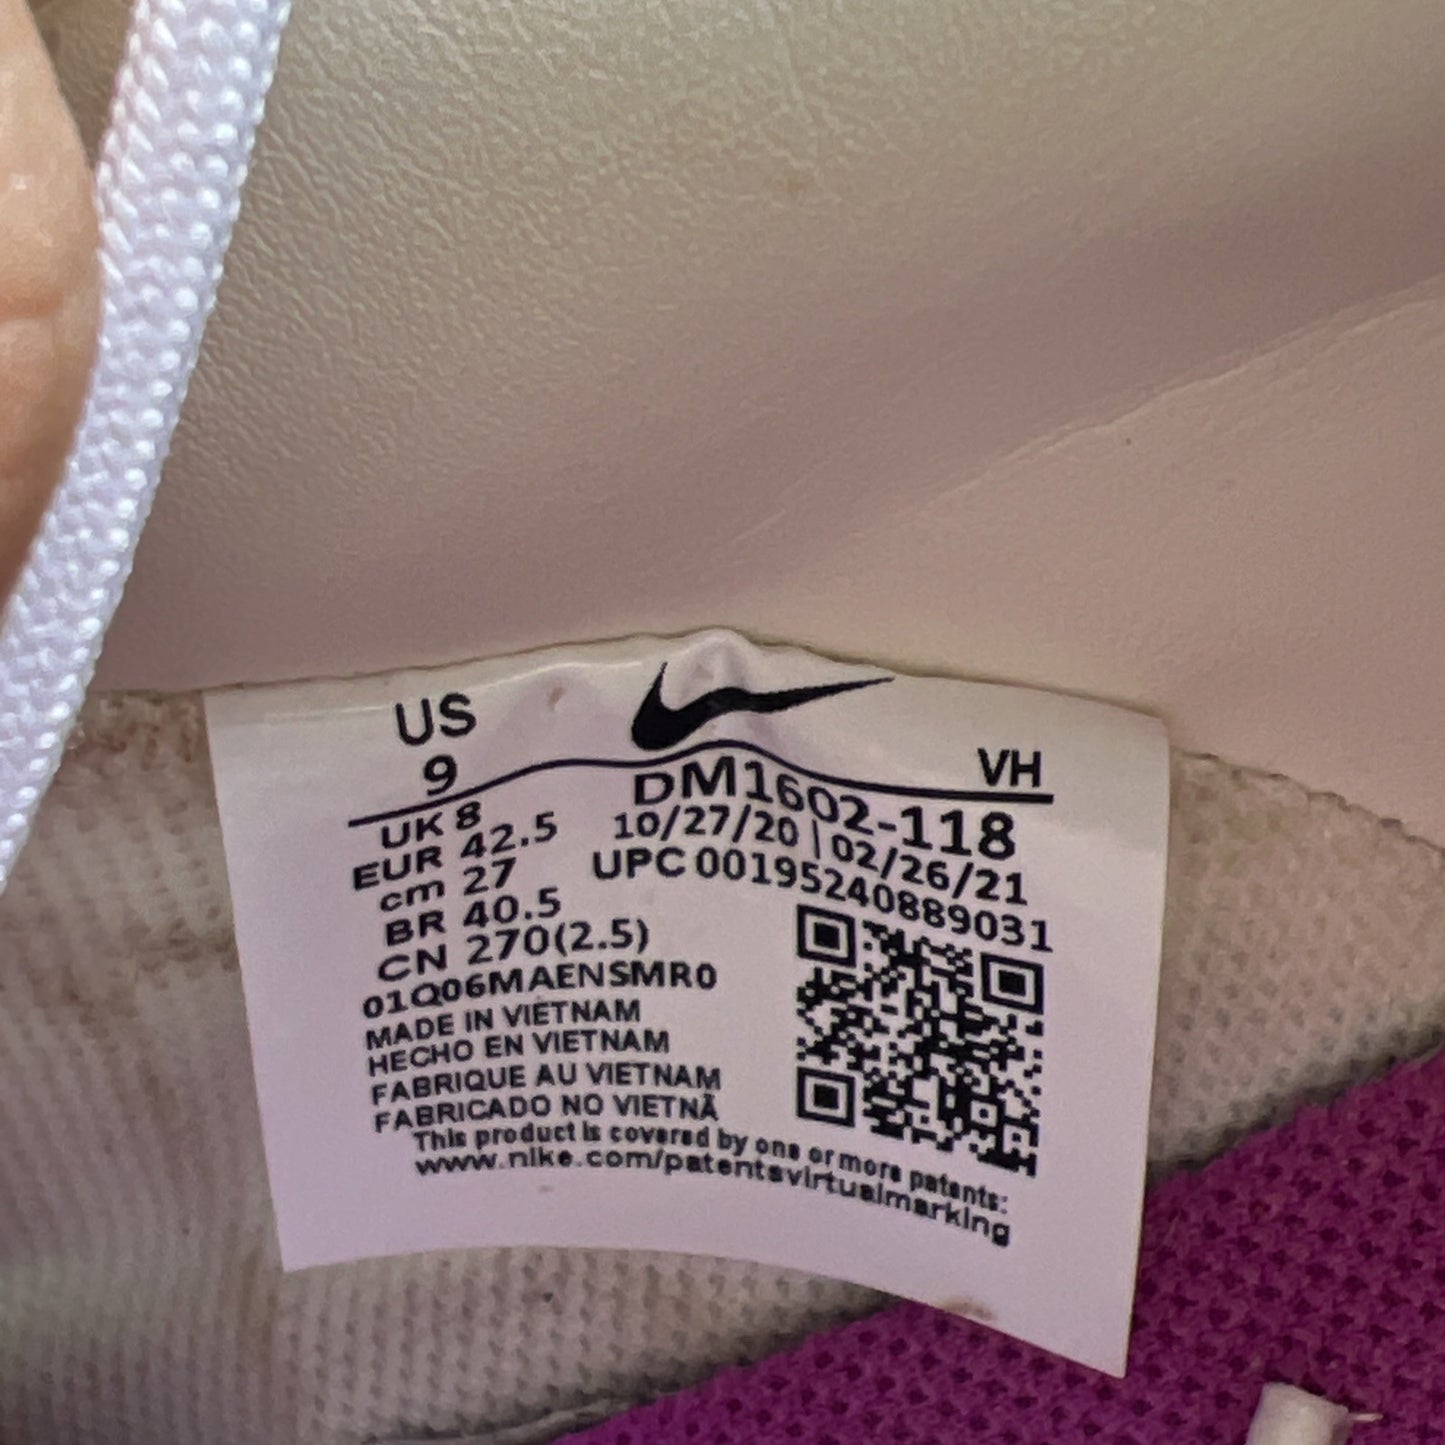 US
9
VH
UK 8
EUR 42.5
cm 27
BR 40.5
CN 270(2.5)
DM1602-118
10/27/20 | 02/26/21
UPC 00195240889031
01Q06MAENSMR0
MADE IN VIETNAM
HECHO EN VIETNAM
FABRIQUE AU VIETNAM
FABRICADO NO VIETNÃ
This product is covered by one or more patents:
www.nike.com/patentsvirtualmarking